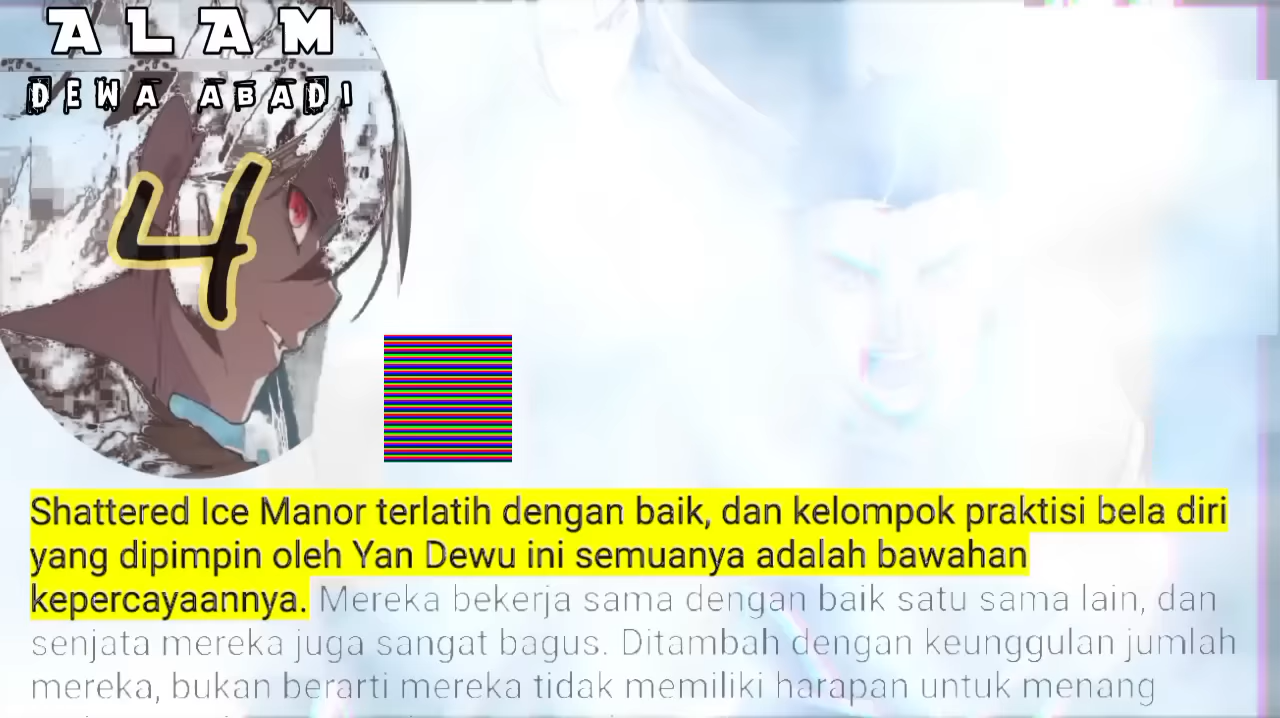 ALAM
DEWA ABADI
4
Shattered Ice Manor terlatih dengan baik, dan kelompok praktisi bela diri
yang dipimpin oleh Yan Dewu ini semuanya adalah bawahan
kepercayaannya. Mereka bekerja sama dengan baik satu sama lain, dan
senjata mereka juga sangat bagus. Ditambah dengan keunggulan jumlah
mereka, bukan berarti mereka tidak memiliki harapan untuk menang